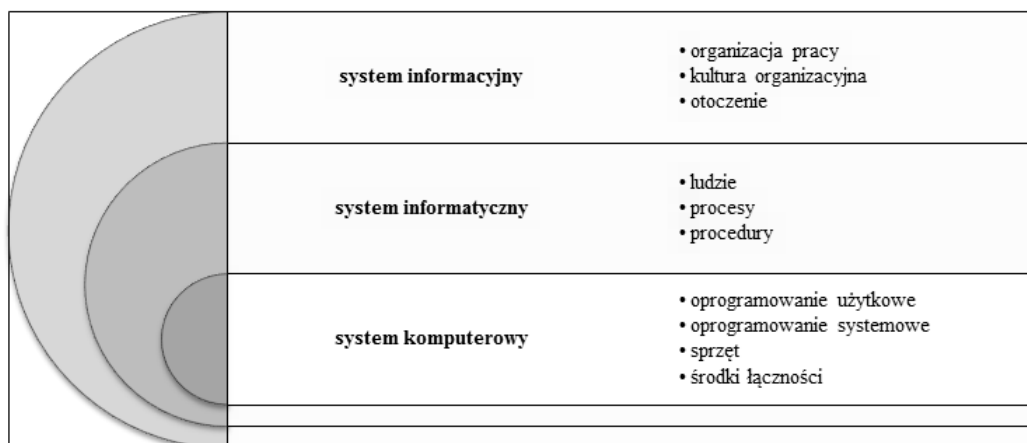 system informacyjny
• organizacja pracy
• kultura organizacyjna
• otoczenie
system informatyczny
• ludzie
• procesy
• procedury
system komputerowy
• oprogramowanie użytkowe
• oprogramowanie systemowe
• sprzęt
• środki łączności